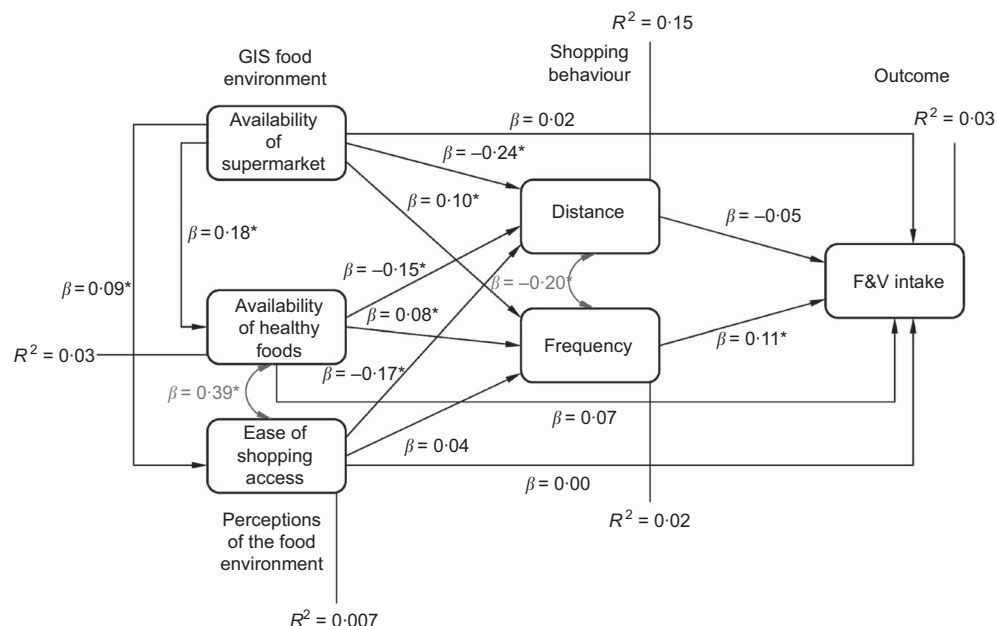 R² = 0·15
GIS food
environment
Shopping
behaviour
Outcome
R² = 0·03
Availability
of
supermarket
β = 0·02
β = –0·24*
β = 0·10*
Distance
β = –0·05
β = 0·18*
β = 0·09*
β = –0·15*
β = –0·20*
F&V intake
Availability
of healthy
foods
β = 0·08*
Frequency
β = 0·11*
R² = 0·03
β = –0·17*
β = 0·39*
β = 0·07
Ease of
shopping
access
β = 0·04
β = 0·00
R² = 0·02
Perceptions
of the food
environment
R² = 0·007